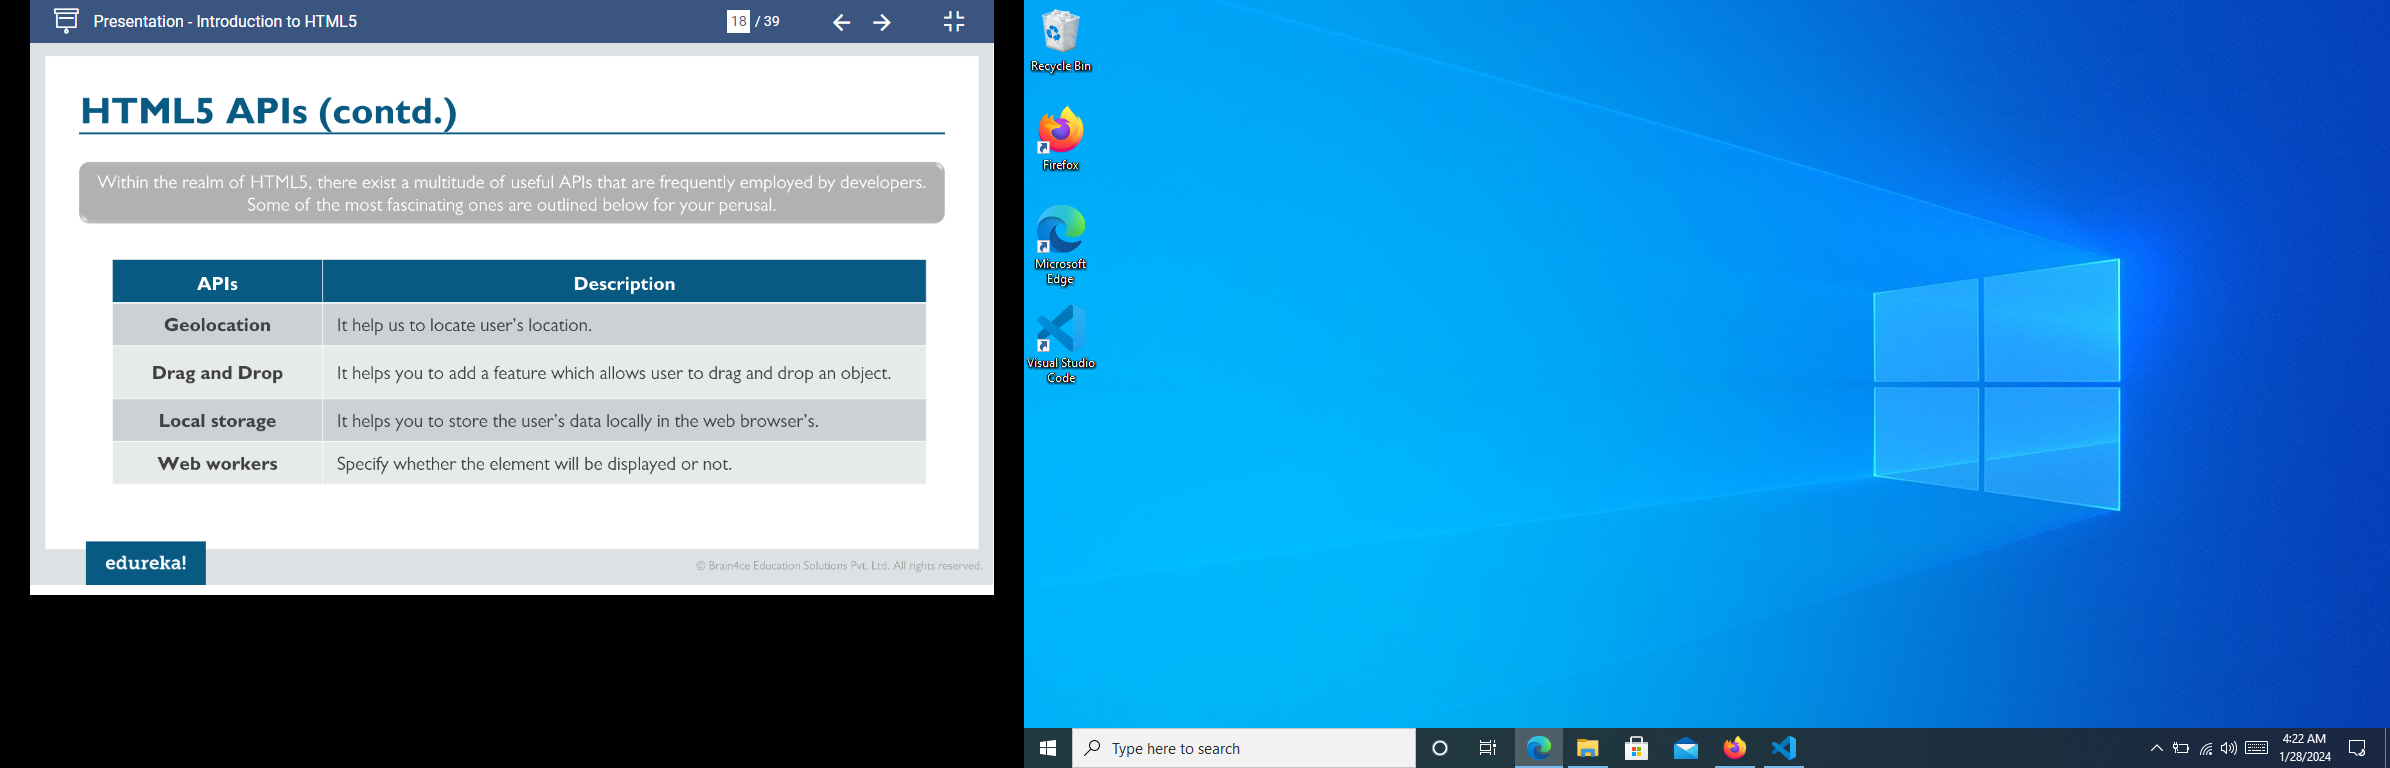 Presentation - Introduction to HTML5
18 / 39
HTML5 APIs (contd.)
Within the realm of HTML5, there exist a multitude of useful APIs that are frequently employed by developers.
Some of the most fascinating ones are outlined below for your perusal.
APIs Description
Geolocation It help us to locate user's location.
Drag and Drop It helps you to add a feature which allows user to drag and drop an object.
Local storage It helps you to store the user's data locally in the web browser's.
Web workers Specify whether the element will be displayed or not.
edureka!
© Brain4ce Education Solutions Pvt. Ltd. All rights reserved.
Recycle Bin
Firefox
Microsoft
Edge
Visual Studio
Code
Type here to search
4:22 AM
1/28/2024